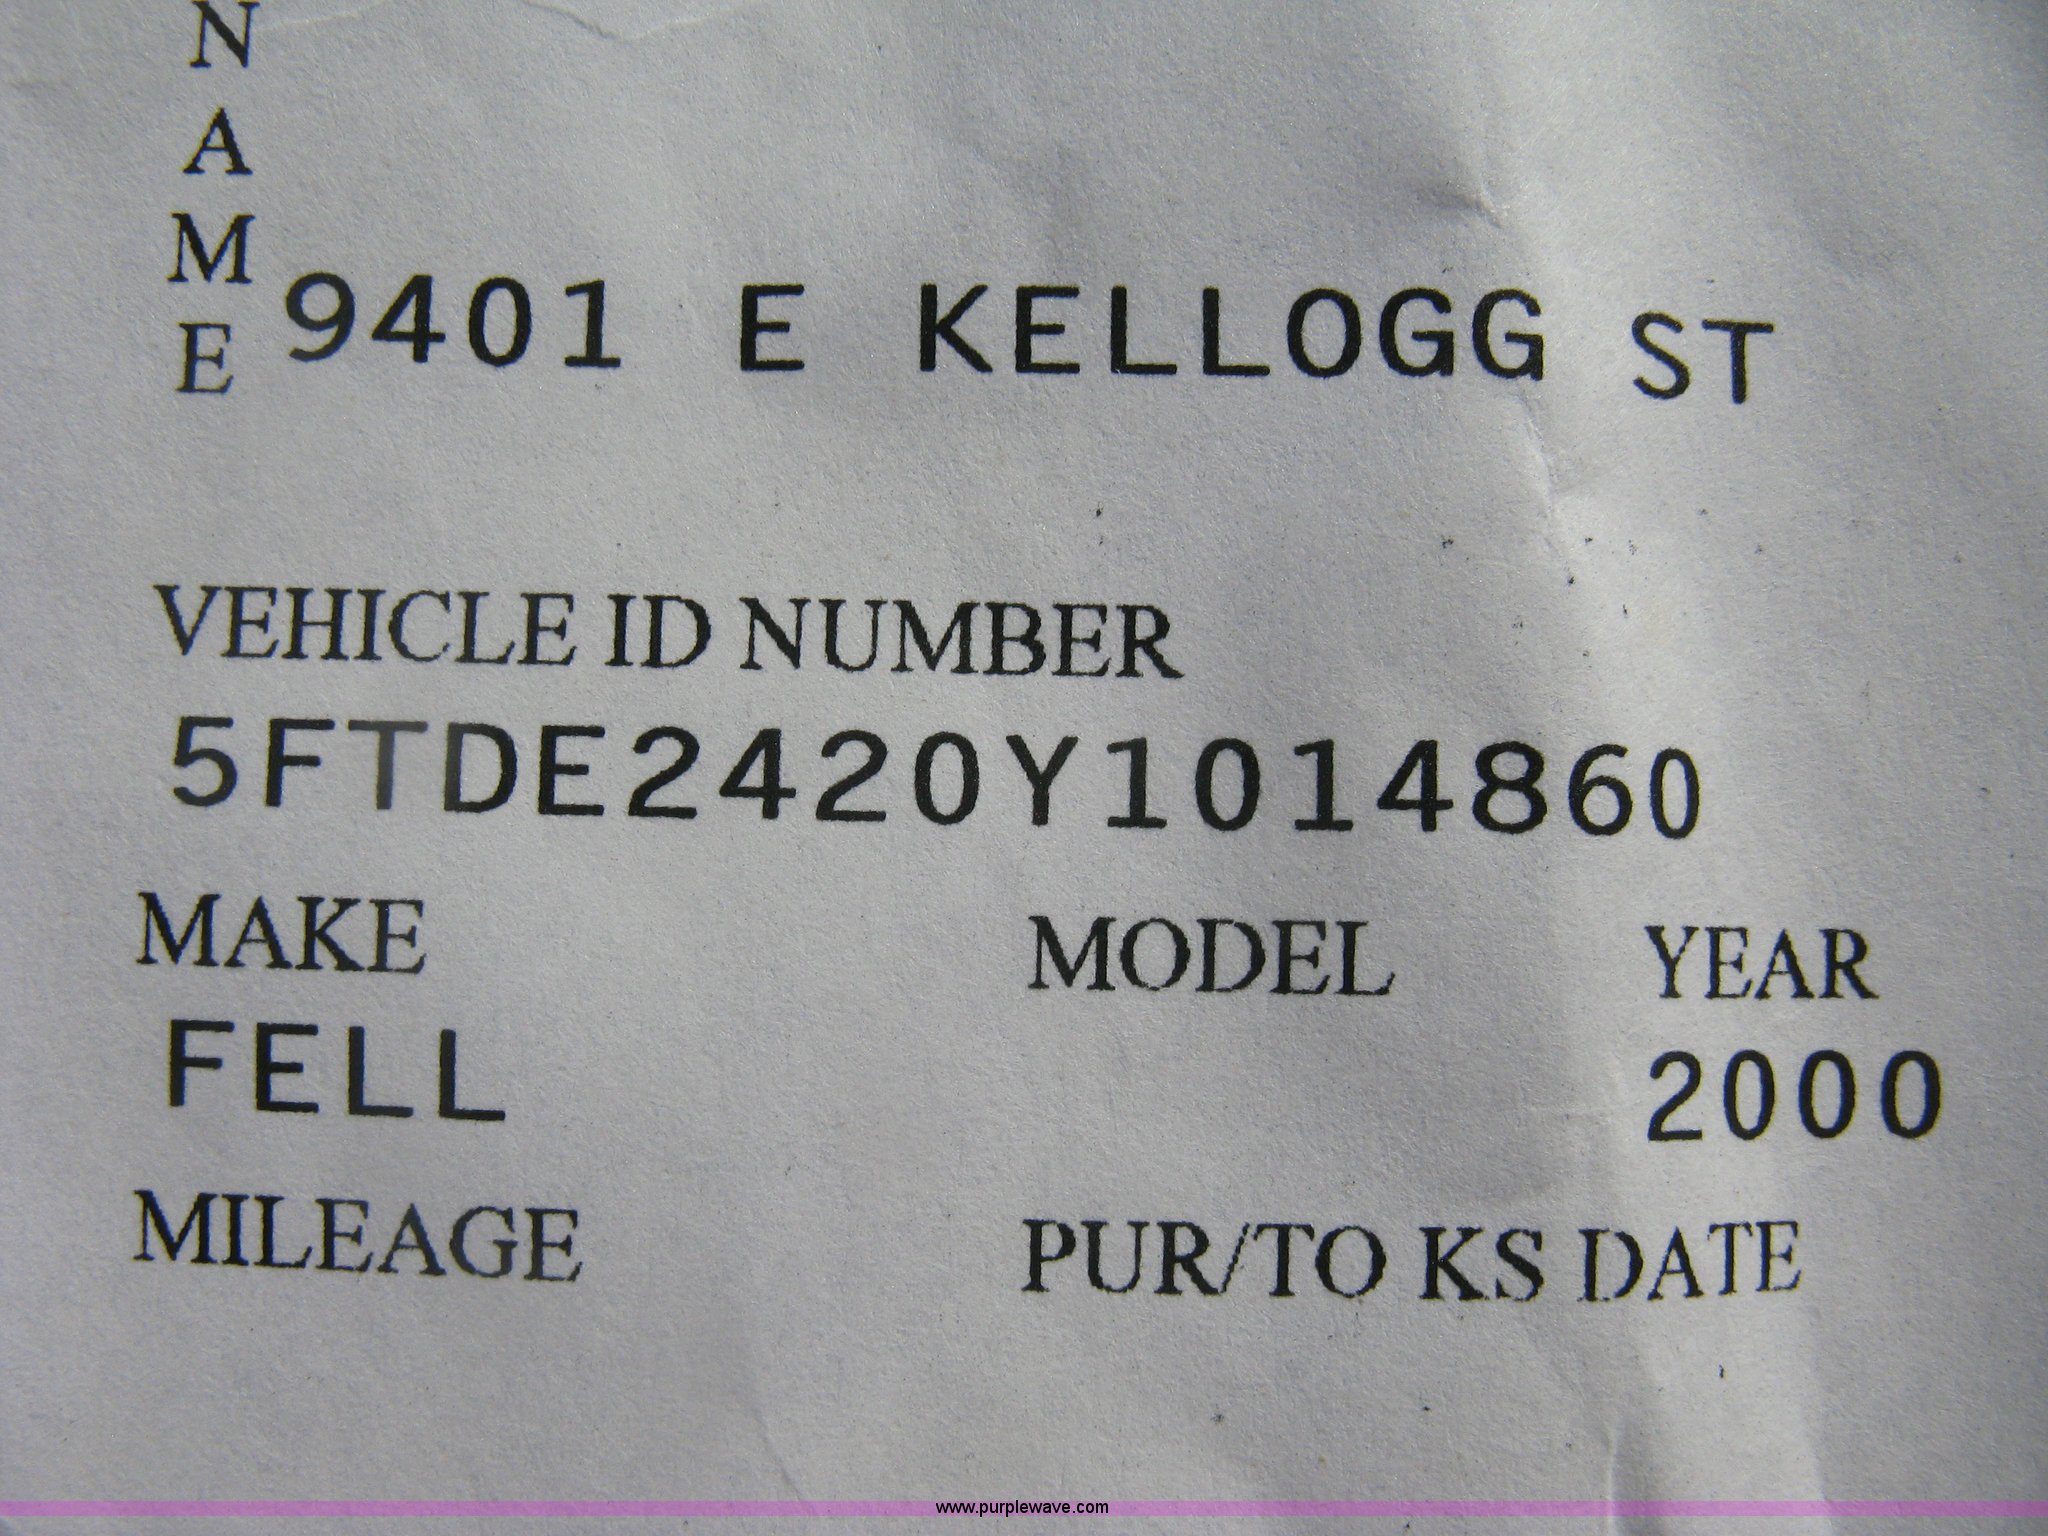 NAME
9401 E KELLOGG ST
VEHICLE ID NUMBER
5FTDE2420Y1014860
MAKE MODEL YEAR
FELL 2000
MILEAGE PUR/TO KS DATE
www.purplewave.com